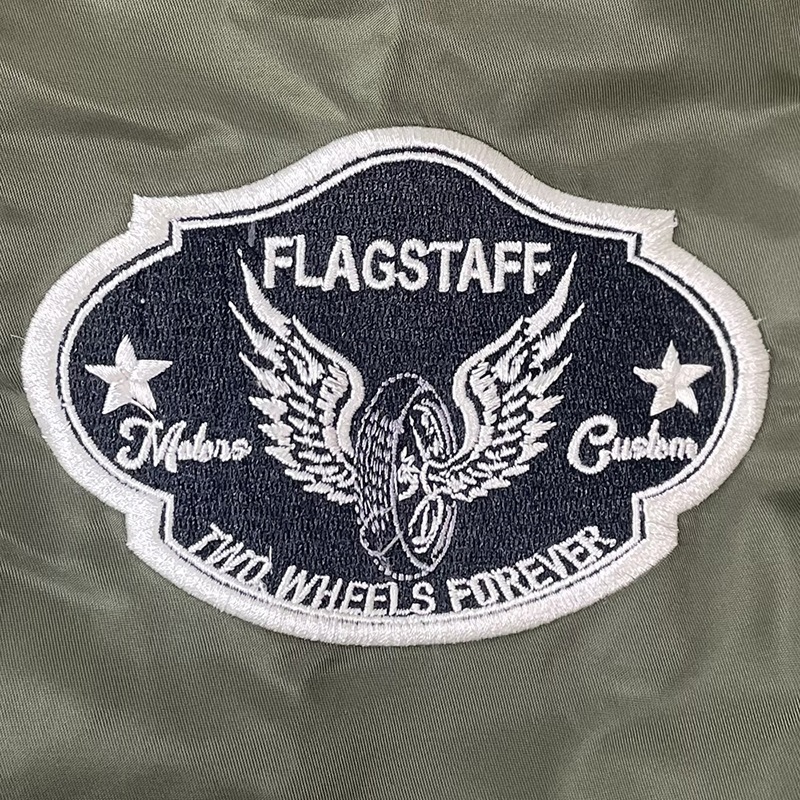 FLAGSTAFF
Motors Custom
TWO WHEELS FOREVER